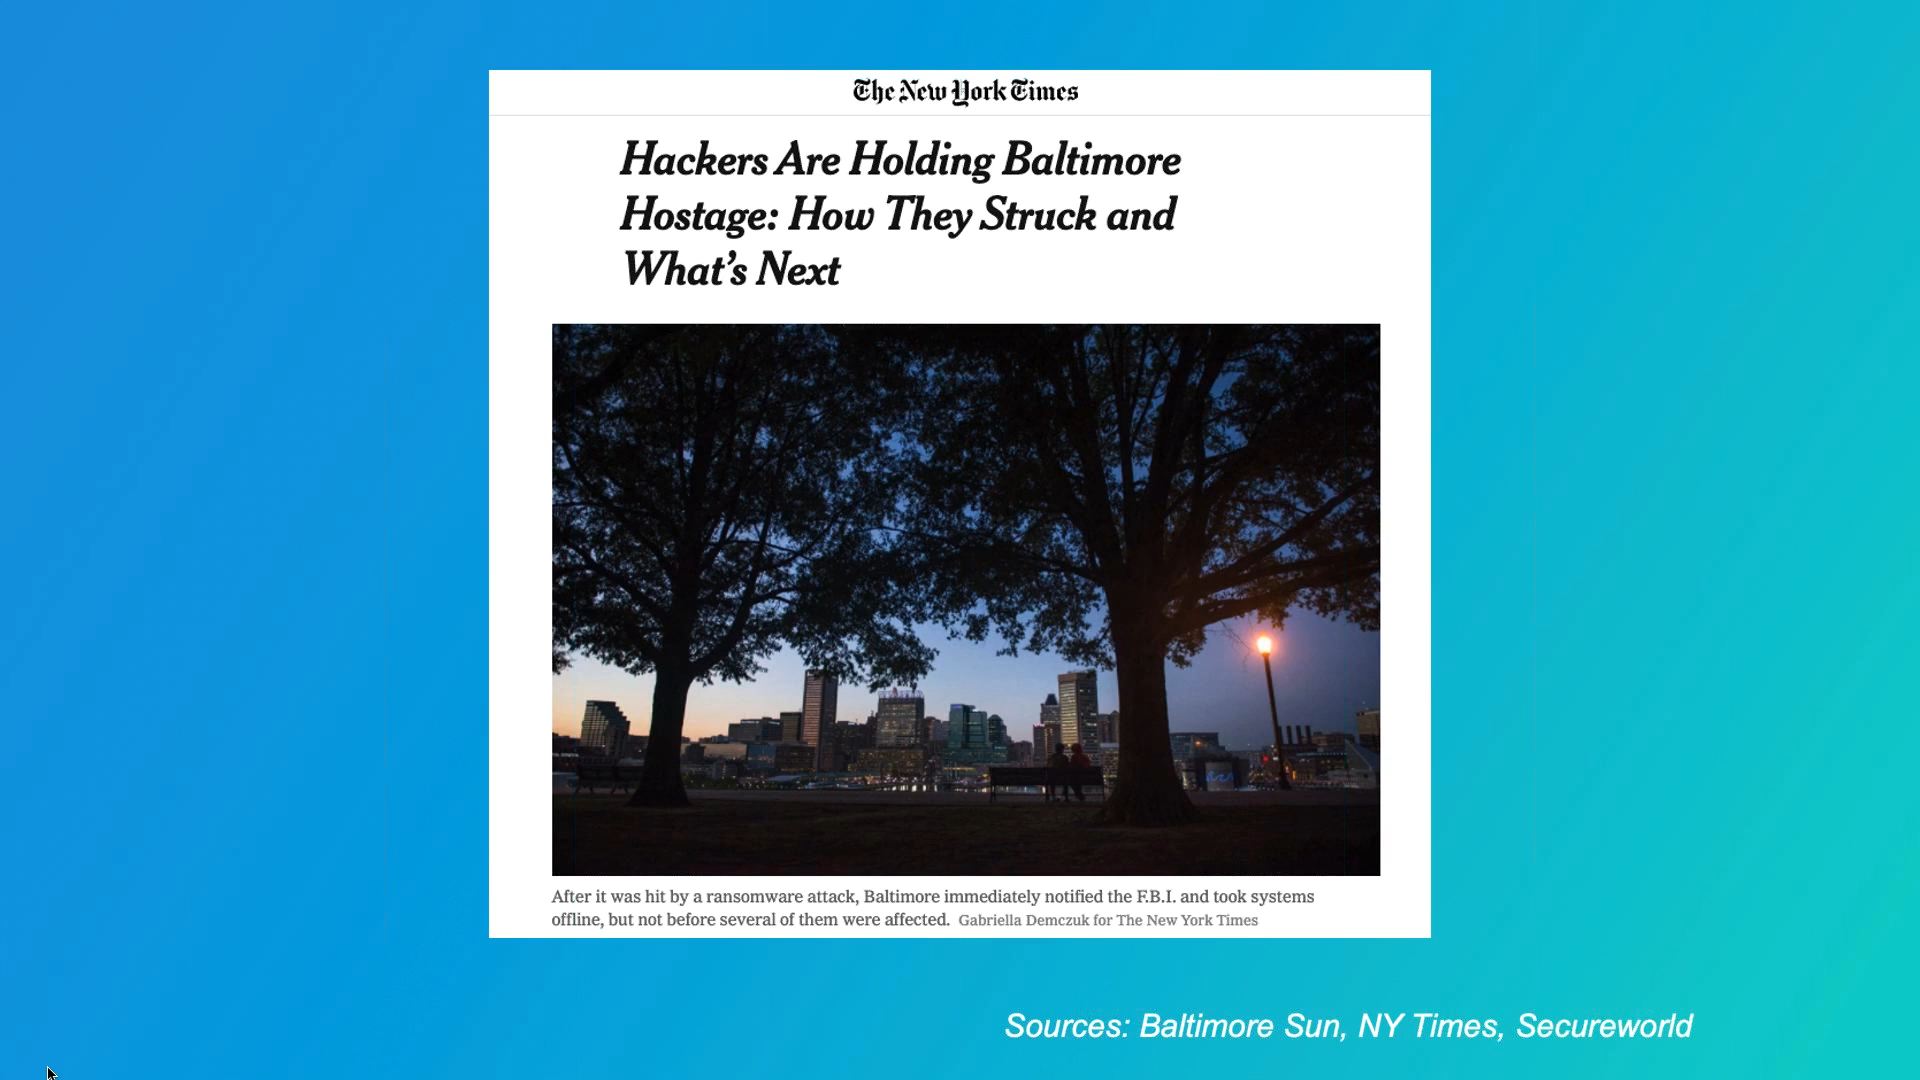 The New York Times
Hackers Are Holding Baltimore
Hostage: How They Struck and
What’s Next
After it was hit by a ransomware attack, Baltimore immediately notified the F.B.I. and took systems
offline, but not before several of them were affected. Gabriella Demczuk for The New York Times
Sources: Baltimore Sun, NY Times, Secureworld